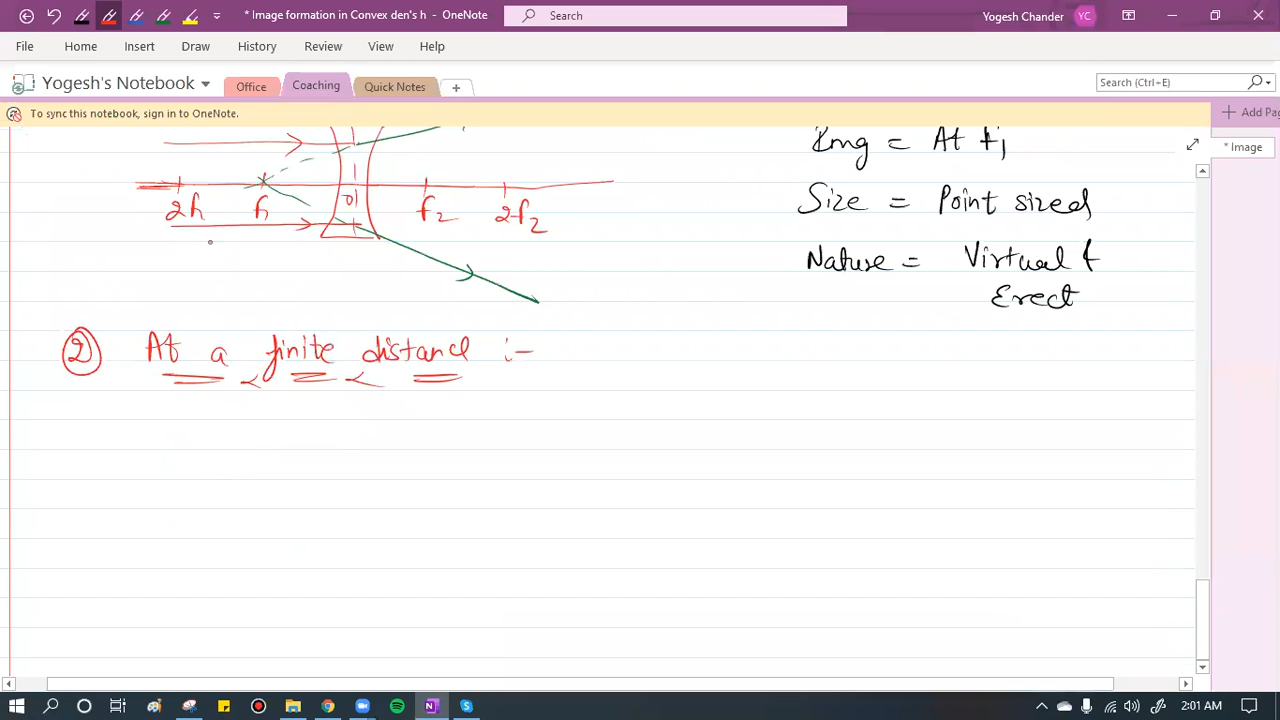 * Image formation in Convex den's h - OneNote
Search
Yogesh Chander
YC
File Home Insert Draw History Review View Help
Yogesh's Notebook
Office
Coaching
Quick Notes
Search (Ctrl+E)
To sync this notebook, sign in to OneNote.
Add Pag
* Image
Img = At f1
Size = Point sized
Nature = Virtual &
Erect
2f1 f1 O f2 2f2
② At a finite distance :-
2:01 AM